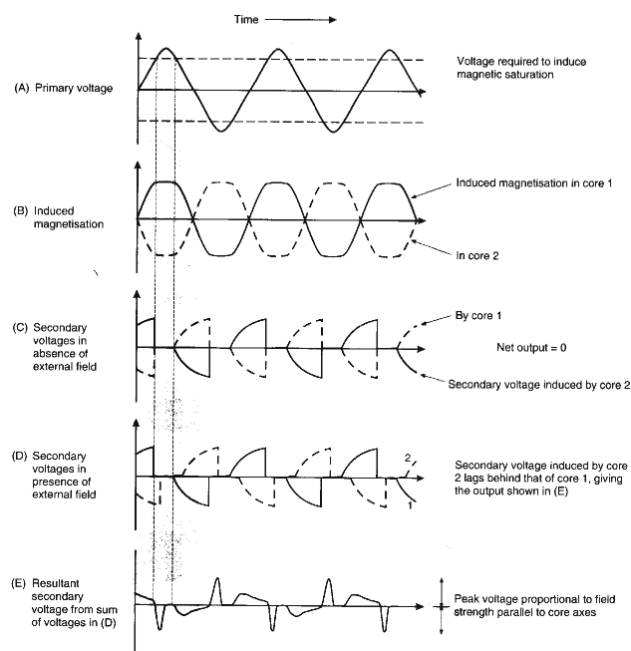 Time
(A) Primary voltage
Voltage required to induce
magnetic saturation
(B) Induced
magnetisation
Induced magnetisation in core 1
In core 2
(C) Secondary
voltages in
absence of
external field
By core 1
Net output = 0
Secondary voltage induced by core 2
(D) Secondary
voltages in
presence of
external field
2
1
Secondary voltage induced by core
2 lags behind that of core 1, giving
the output shown in (E)
(E) Resultant
secondary
voltage from sum
of voltages in (D)
Peak voltage proportional to field
strength parallel to core axes